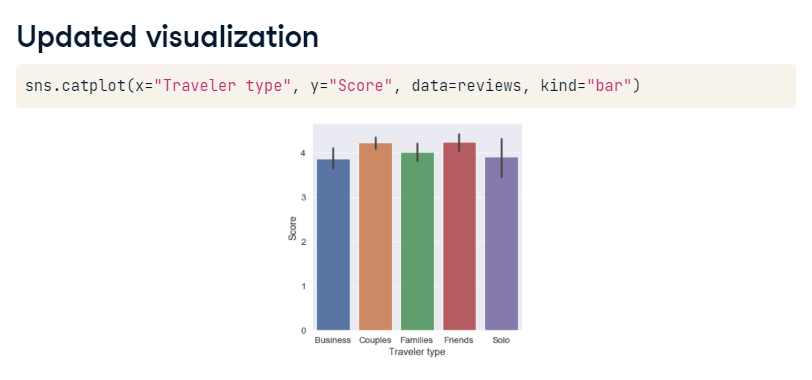 Updated visualization
sns.catplot(x="Traveler type", y="Score", data=reviews, kind="bar")
4
3
2
1
0
Score
Business Couples Families Friends Solo
Traveler type